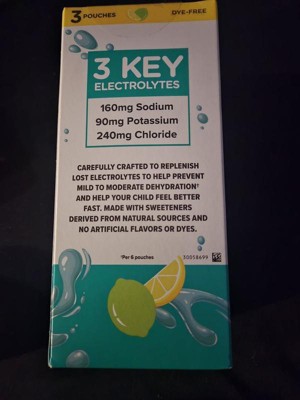 3 POUCHES
DYE-FREE
3 KEY
ELECTROLYTES
160mg Sodium
90mg Potassium
240mg Chloride
CAREFULLY CRAFTED TO REPLENISH
LOST ELECTROLYTES TO HELP PREVENT
MILD TO MODERATE DEHYDRATION†
AND HELP YOUR CHILD FEEL BETTER
FAST. MADE WITH SWEETENERS
DERIVED FROM NATURAL SOURCES AND
NO ARTIFICIAL FLAVORS OR DYES.
†Per 6 pouches